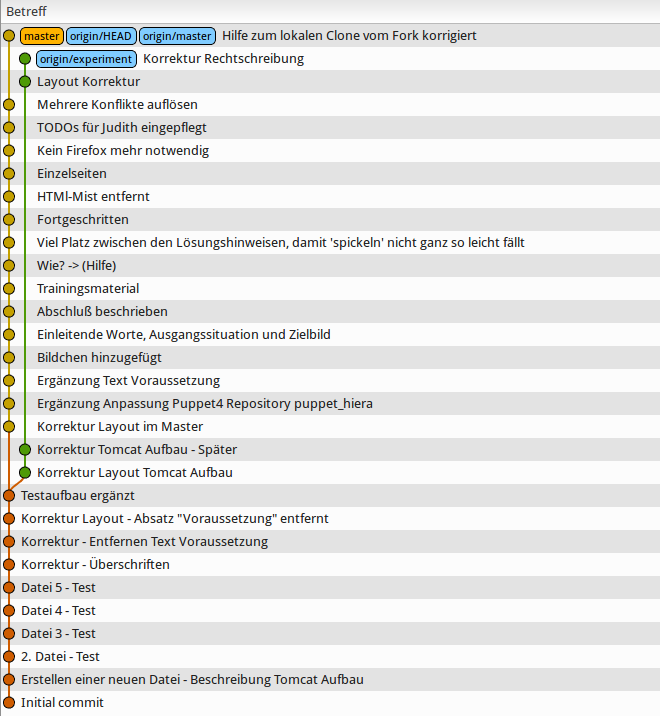 Betreff
master origin/HEAD origin/master Hilfe zum lokalen Clone vom Fork korrigiert
origin/experiment Korrektur Rechtschreibung
Layout Korrektur
Mehrere Konflikte auflösen
TODOs für Judith eingepflegt
Kein Firefox mehr notwendig
Einzelseiten
HTMl-Mist entfernt
Fortgeschritten
Viel Platz zwischen den Lösungshinweisen, damit 'spickeln' nicht ganz so leicht fällt
Wie? -> (Hilfe)
Trainingsmaterial
Abschluß beschrieben
Einleitende Worte, Ausgangssituation und Zielbild
Bildchen hinzugefügt
Ergänzung Text Voraussetzung
Ergänzung Anpassung Puppet4 Repository puppet_hiera
Korrektur Layout im Master
Korrektur Tomcat Aufbau - Später
Korrektur Layout Tomcat Aufbau
Testaufbau ergänzt
Korrektur Layout - Absatz "Voraussetzung" entfernt
Korrektur - Entfernen Text Voraussetzung
Korrektur - Überschriften
Datei 5 - Test
Datei 4 - Test
Datei 3 - Test
2. Datei - Test
Erstellen einer neuen Datei - Beschreibung Tomcat Aufbau
Initial commit